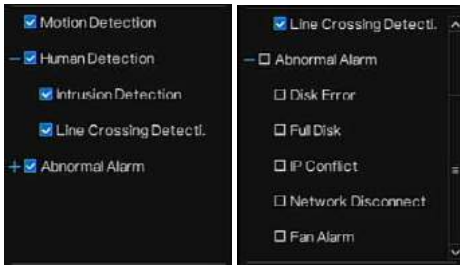 Motion Detection
Human Detection
Intrusion Detection
Line Crossing Detecti.
Abnormal Alarm
Line Crossing Detecti.
Abnormal Alarm
Disk Error
Full Disk
IP Conflict
Network Disconnect
Fan Alarm